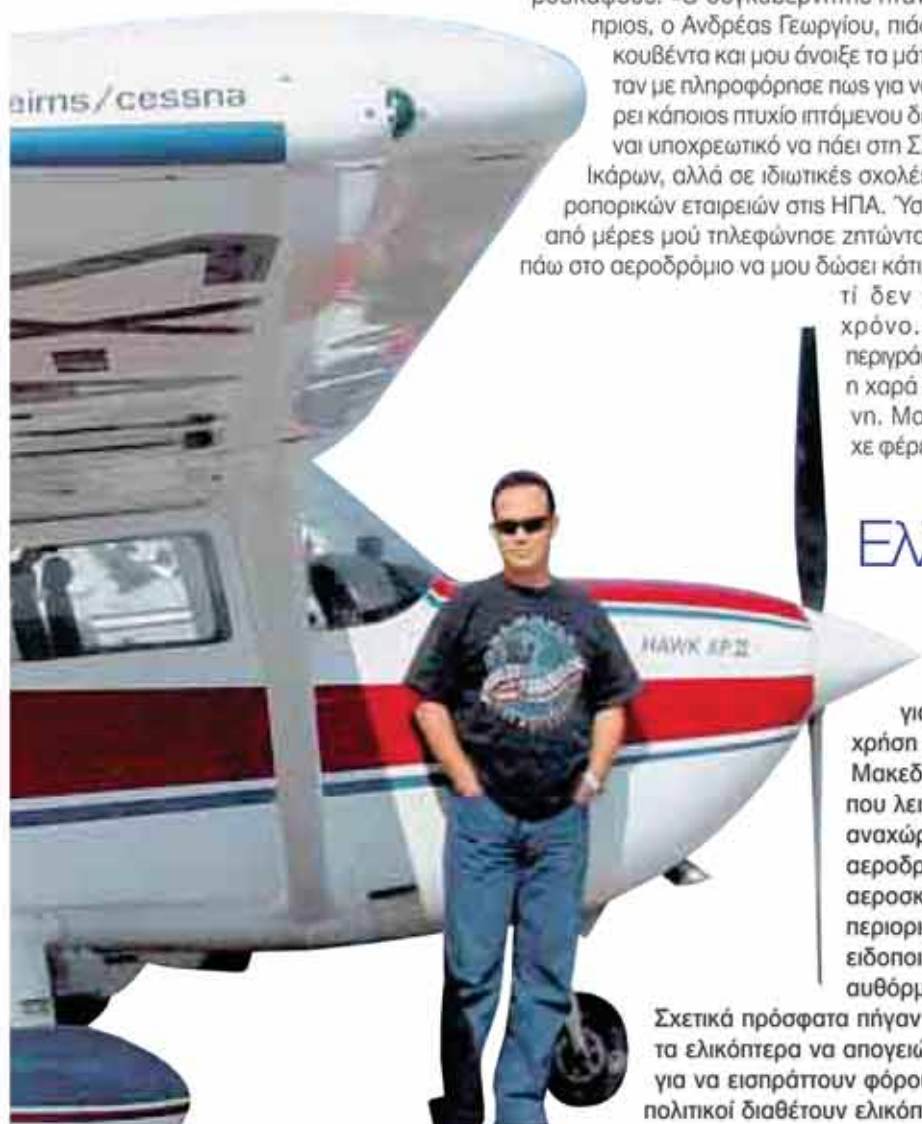 πριος, ο Ανδρέας Γεωργίου, πιάσ
κουβέντα και μου άνοιξε τα μάτ
ταν με πληροφόρησε πως για να
ρει κάποιος πτυχίο ιπτάμενου δε
ναι υποχρεωτικό να πάει στη Σ
Ικάρων, αλλά σε ιδιωτικές σχολές
ροπορικών εταιρειών στις ΗΠΑ. Ύσ
από μέρες μού τηλεφώνησε ζητώντα
πάω στο αεροδρόμιο να μου δώσει κάτι
τί δεν
χρόνο.
περιγρά
η χαρά
νη. Μο
χε φέρε
Ελ
για
χρήση
Μακεδ
που λει
αναχώρ
αεροδρ
αεροσκ
περιορι
ειδοποι
αυθόρμ
Σχετικά πρόσφατα πήγαν
τα ελικόπτερα να απογειώ
για να εισπράττουν φόρου
πολιτικοί διαθέτουν ελικόπ
eims/cessna
HAWK XP II